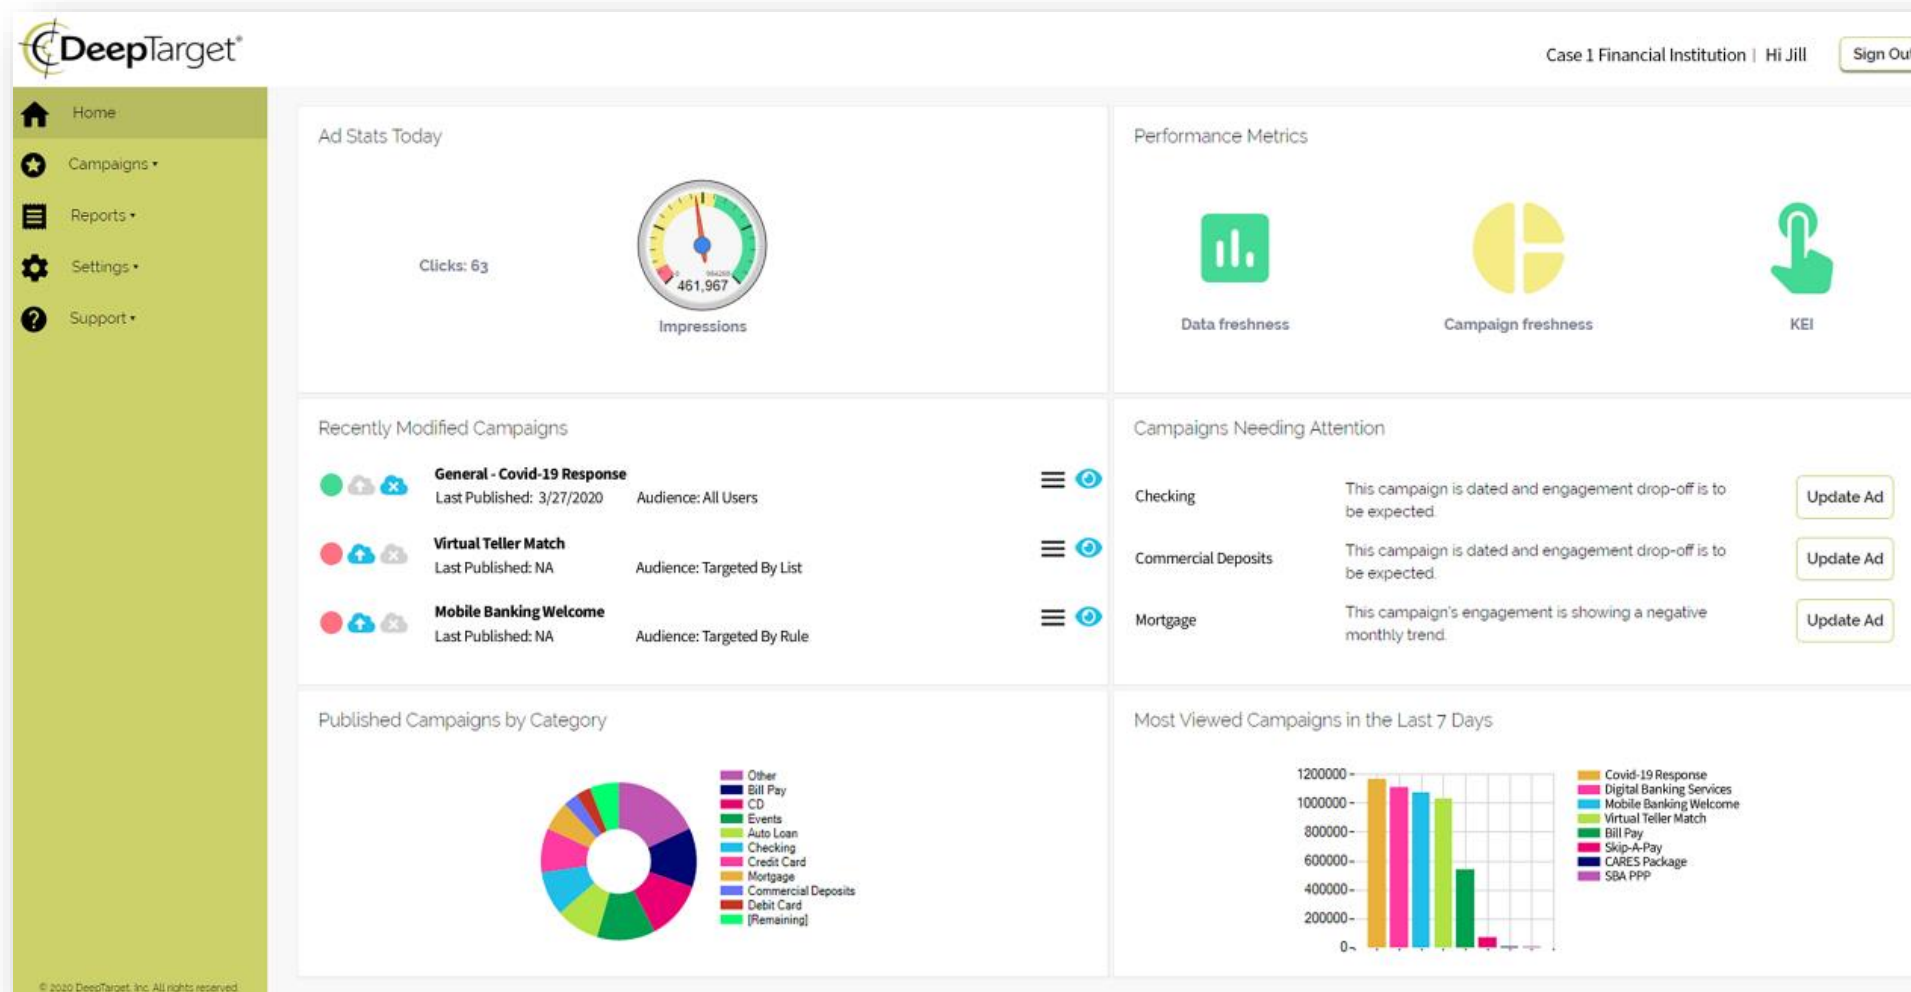 DeepTarget®
Case 1 Financial Institution | Hi Jill
Sign Out
Home
Campaigns
Reports
Settings
Support
Ad Stats Today
Clicks: 63
0
461,967
Impressions
Performance Metrics
Data freshness
Campaign freshness
KEI
Recently Modified Campaigns
General - Covid-19 Response
Last Published: 3/27/2020 Audience: All Users
Virtual Teller Match
Last Published: NA Audience: Targeted By List
Mobile Banking Welcome
Last Published: NA Audience: Targeted By Rule
Campaigns Needing Attention
Checking
This campaign is dated and engagement drop-off is to
be expected.
Update Ad
Commercial Deposits
This campaign is dated and engagement drop-off is to
be expected.
Update Ad
Mortgage
This campaign's engagement is showing a negative
monthly trend.
Update Ad
Published Campaigns by Category
Other
Bill Pay
CD
Events
Auto Loan
Checking
Credit Card
Mortgage
Commercial Deposits
Debit Card
[Remaining]
Most Viewed Campaigns in the Last 7 Days
1200000
1000000
800000
600000
400000
200000
0
Covid-19 Response
Digital Banking Services
Mobile Banking Welcome
Virtual Teller Match
Bill Pay
Skip-A-Pay
CARES Package
SBA PPP
© 2020 DeepTarget, Inc. All rights reserved.